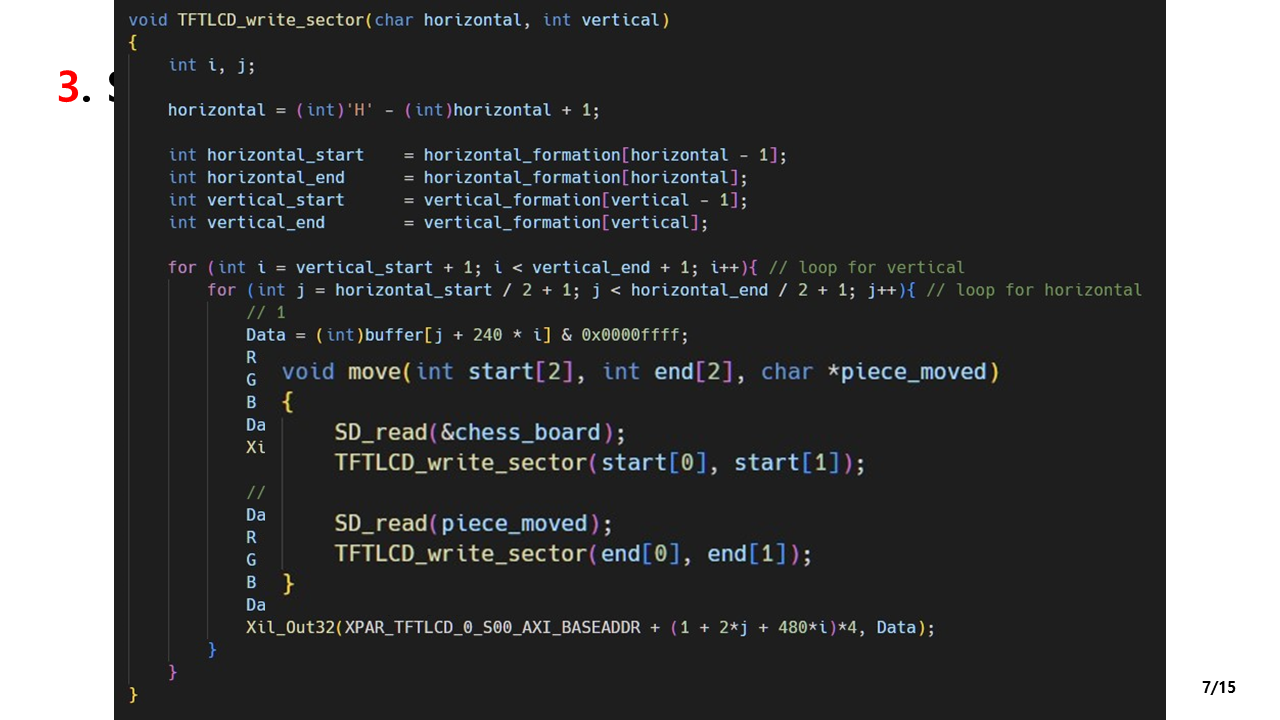 3. S
void TFTLCD_write_sector(char horizontal, int vertical)
{
int i, j;
horizontal = (int)'H' - (int)horizontal + 1;
int horizontal_start = horizontal_formation[horizontal - 1];
int horizontal_end = horizontal_formation[horizontal];
int vertical_start = vertical_formation[vertical - 1];
int vertical_end = vertical_formation[vertical];
for (int i = vertical_start + 1; i < vertical_end + 1; i++){ // loop for vertical
for (int j = horizontal_start / 2 + 1; j < horizontal_end / 2 + 1; j++){ // loop for horizontal
// 1
Data = (int)buffer[j + 240 * i] & 0x0000ffff;
R
G
B
Da
Xi
//
Da
R
G
B
Da
Xil_Out32(XPAR_TFTLCD_0_S00_AXI_BASEADDR + (1 + 2*j + 480*i)*4, Data);
}
}
}
void move(int start[2], int end[2], char *piece_moved)
{
SD_read(&chess_board);
TFTLCD_write_sector(start[0], start[1]);
SD_read(piece_moved);
TFTLCD_write_sector(end[0], end[1]);
}
7/15